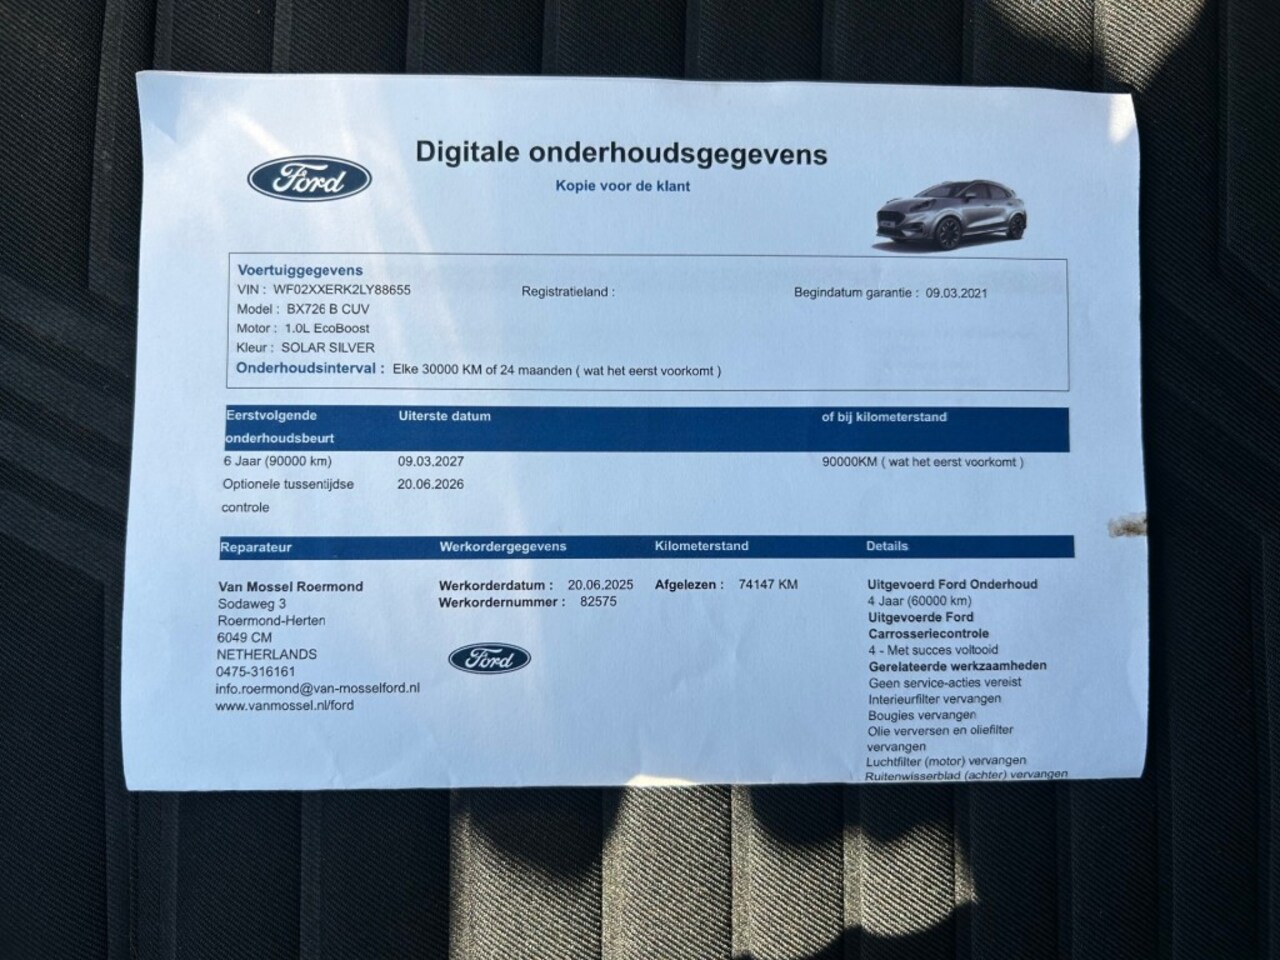 Ford
Digitale onderhoudsgegevens
Kopie voor de klant
Voertuiggegevens
VIN : WF02XXERK2LY88655
Registratieland :
Begindatum garantie : 09.03.2021
Model : BX726 B CUV
Motor : 1.0L EcoBoost
Kleur : SOLAR SILVER
Onderhoudsinterval : Elke 30000 KM of 24 maanden ( wat het eerst voorkomt )
Eerstvolgende onderhoudsbeurt
Uiterste datum
of bij kilometerstand
6 Jaar (90000 km)
09.03.2027
90000KM ( wat het eerst voorkomt )
Optionele tussentijdse controle
20.06.2026
Reparateur
Werkordergegevens
Kilometerstand
Details
Van Mossel Roermond
Sodaweg 3
Roermond-Herten
6049 CM
NETHERLANDS
0475-316161
info.roermond@van-mosselford.nl
www.vanmossel.nl/ford
Werkorderdatum : 20.06.2025
Werkordernummer : 82575
Ford
Afgelezen : 74147 KM
Uitgevoerd Ford Onderhoud
4 Jaar (60000 km)
Uitgevoerde Ford
Carrosseriecontrole
4 - Met succes voltooid
Gerelateerde werkzaamheden
Geen service-acties vereist
Interieurfilter vervangen
Bougies vervangen
Olie verversen en oliefilter
vervangen
Luchtfilter (motor) vervangen
Ruitenwisserblad (achter) vervangen